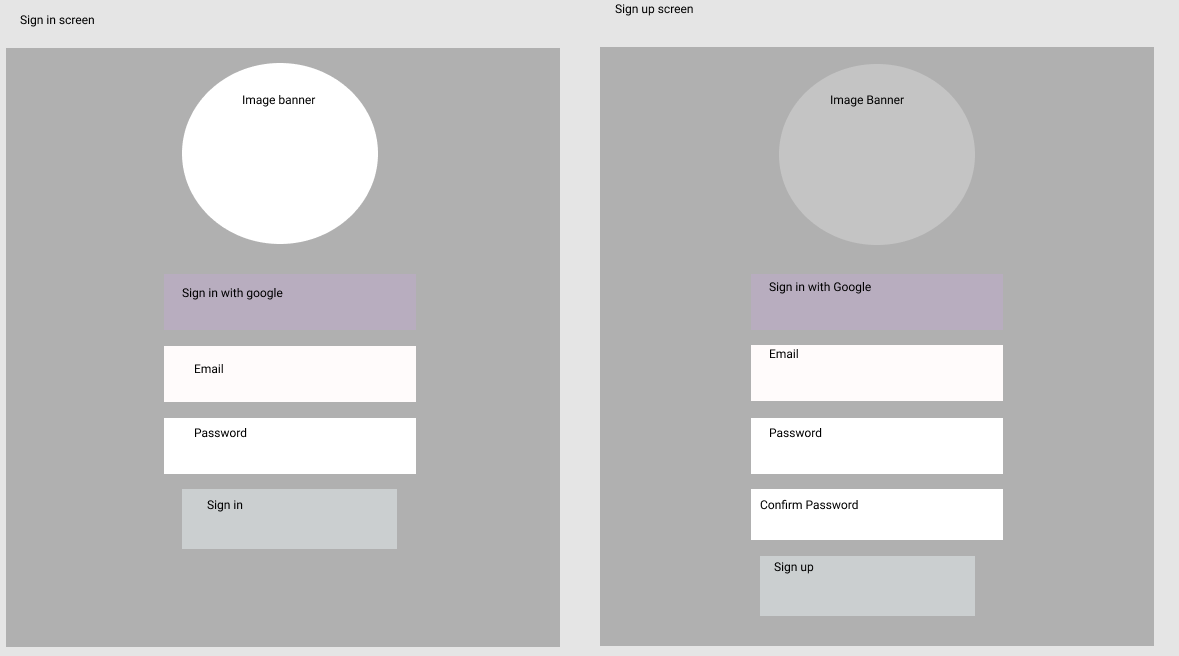 Sign in screen
Image banner
Sign in with google
Email
Password
Sign in
Sign up screen
Image Banner
Sign in with Google
Email
Password
Confirm Password
Sign up